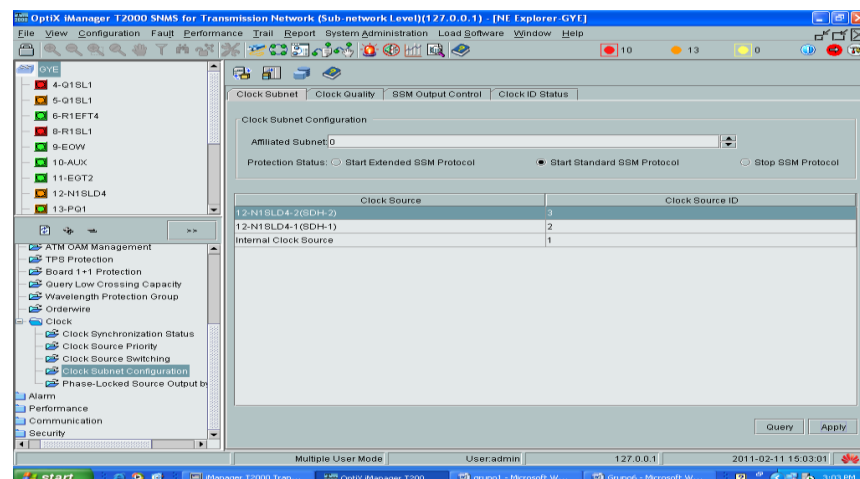 OptiX iManager T2000 SNMS for Transmission Network (Sub-network Level)(127.0.0.1) - [NE Explorer-GYE]
File View Configuration Fault Performance Trail Report System Administration Load Software Window Help
10 13 0
GYE
4-Q1SL1
5-Q1SL1
6-R1EFT4
8-R1SL1
9-EOW
10-AUX
11-EGT2
12-N1SLD4
13-PQ1
>>
ATM OAM Management
TPS Protection
Board 1+1 Protection
Query Low Crossing Capacity
Wavelength Protection Group
Orderwire
Clock
Clock Synchronization Status
Clock Source Priority
Clock Source Switching
Clock Subnet Configuration
Phase-Locked Source Output by
Alarm
Performance
Communication
Security
Clock Subnet Clock Quality SSM Output Control Clock ID Status
Clock Subnet Configuration
Affiliated Subnet: 0
Protection Status: Start Extended SSM Protocol Start Standard SSM Protocol Stop SSM Protocol
Clock Source Clock Source ID
12-N1SLD4-2(SDH-2) 3
12-N1SLD4-1(SDH-1) 2
Internal Clock Source 1
Query Apply
Multiple User Mode User:admin 127.0.0.1 2011-02-11 15:03:01
start iManager T2000 Tran... OptiX iManager T200... grupo1 - Microsoft W... Grupo6 - Microsoft W... 3:03 PM